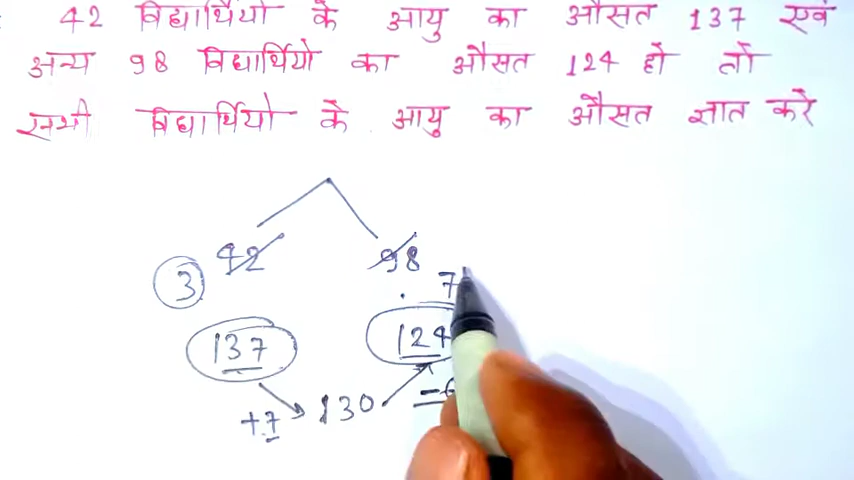 42 विद्यार्थियो के आयु का औसत 137 एवं
अन्य 98 विद्यार्थियो का औसत 124 हो तो
सभी विद्यार्थियो के आयु का औसत ज्ञात करे
42 98
3 7
137 124
+7 130 -6